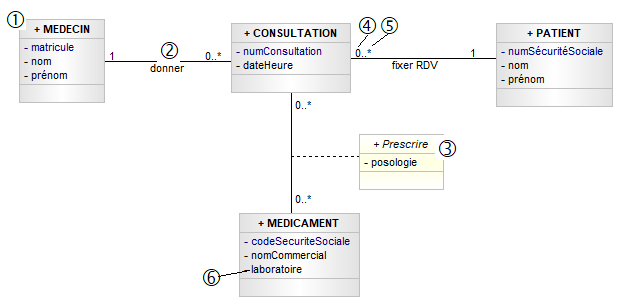 ① + MEDECIN
- matricule
- nom
- prénom
1
②
donner
0..*
+ CONSULTATION
- numConsultation
- dateHeure
④
⑤
0..*
fixer RDV
1
+ PATIENT
- numSécuritéSociale
- nom
- prénom
0..*
+ Prescrire
③
- posologie
0..*
+ MEDICAMENT
- codeSecuriteSociale
- nomCommercial
- laboratoire
⑥